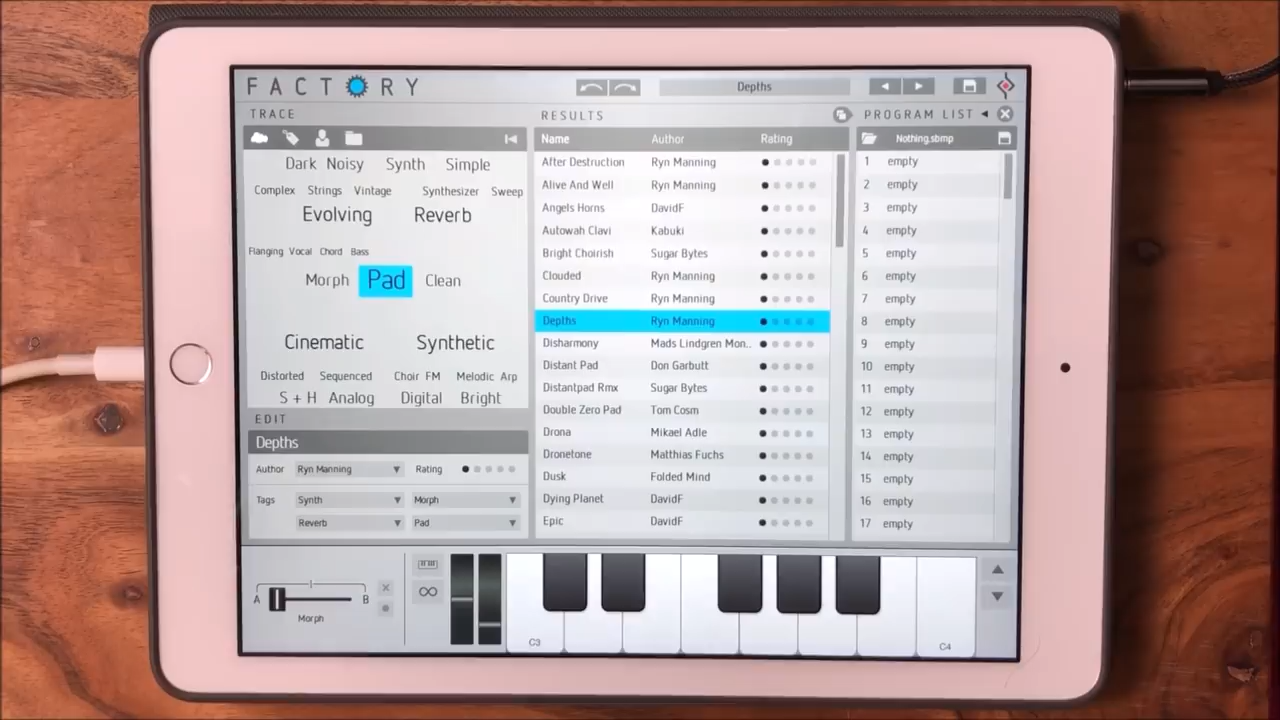 FACTORY
Depths
TRACE
RESULTS
PROGRAM LIST
Name Author Rating
Nothing.sbmp
Dark Noisy Synth Simple
Complex Strings Vintage Synthesizer Sweep
Evolving Reverb
Flanging Vocal Chord Bass
Morph Pad Clean
Cinematic Synthetic
Distorted Sequenced Choir FM Melodic Arp
S + H Analog Digital Bright
After Destruction Ryn Manning
Alive And Well Ryn Manning
Angels Horns DavidF
Autowah Clavi Kabuki
Bright Choirish Sugar Bytes
Clouded Ryn Manning
Country Drive Ryn Manning
Depths Ryn Manning
Disharmony Mads Lindgren Mon..
Distant Pad Don Garbutt
Distantpad Rmx Sugar Bytes
Double Zero Pad Tom Cosm
Drona Mikael Adle
Dronetone Matthias Fuchs
Dusk Folded Mind
Dying Planet DavidF
Epic DavidF
1 empty
2 empty
3 empty
4 empty
5 empty
6 empty
7 empty
8 empty
9 empty
10 empty
11 empty
12 empty
13 empty
14 empty
15 empty
16 empty
17 empty
EDIT
Depths
Author Ryn Manning Rating
Tags Synth Morph
Reverb Pad
A B
Morph
C3
C4